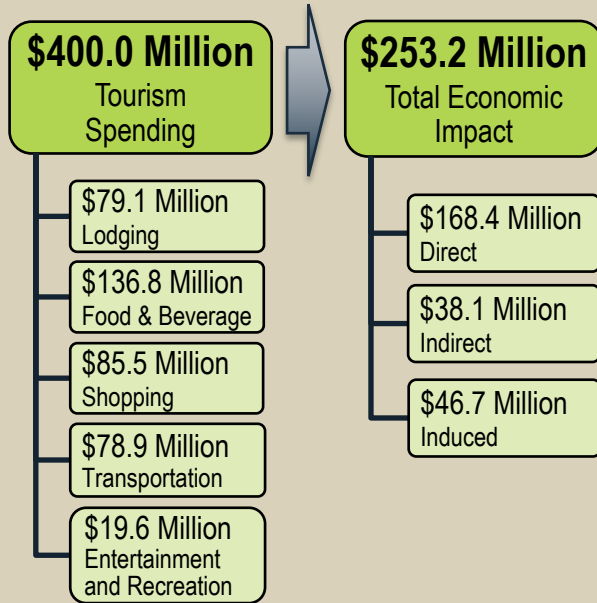 $400.0 Million
Tourism
Spending
$79.1 Million
Lodging
$136.8 Million
Food & Beverage
$85.5 Million
Shopping
$78.9 Million
Transportation
$19.6 Million
Entertainment
and Recreation
$253.2 Million
Total Economic
Impact
$168.4 Million
Direct
$38.1 Million
Indirect
$46.7 Million
Induced